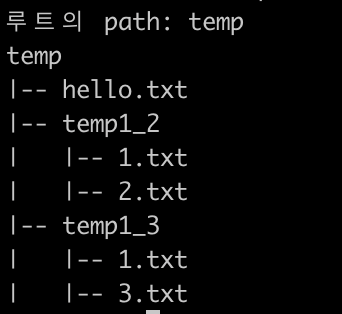 루트의 path: temp
temp
|-- hello.txt
|-- temp1_2
|   |-- 1.txt
|   |-- 2.txt
|-- temp1_3
|   |-- 1.txt
|   |-- 3.txt